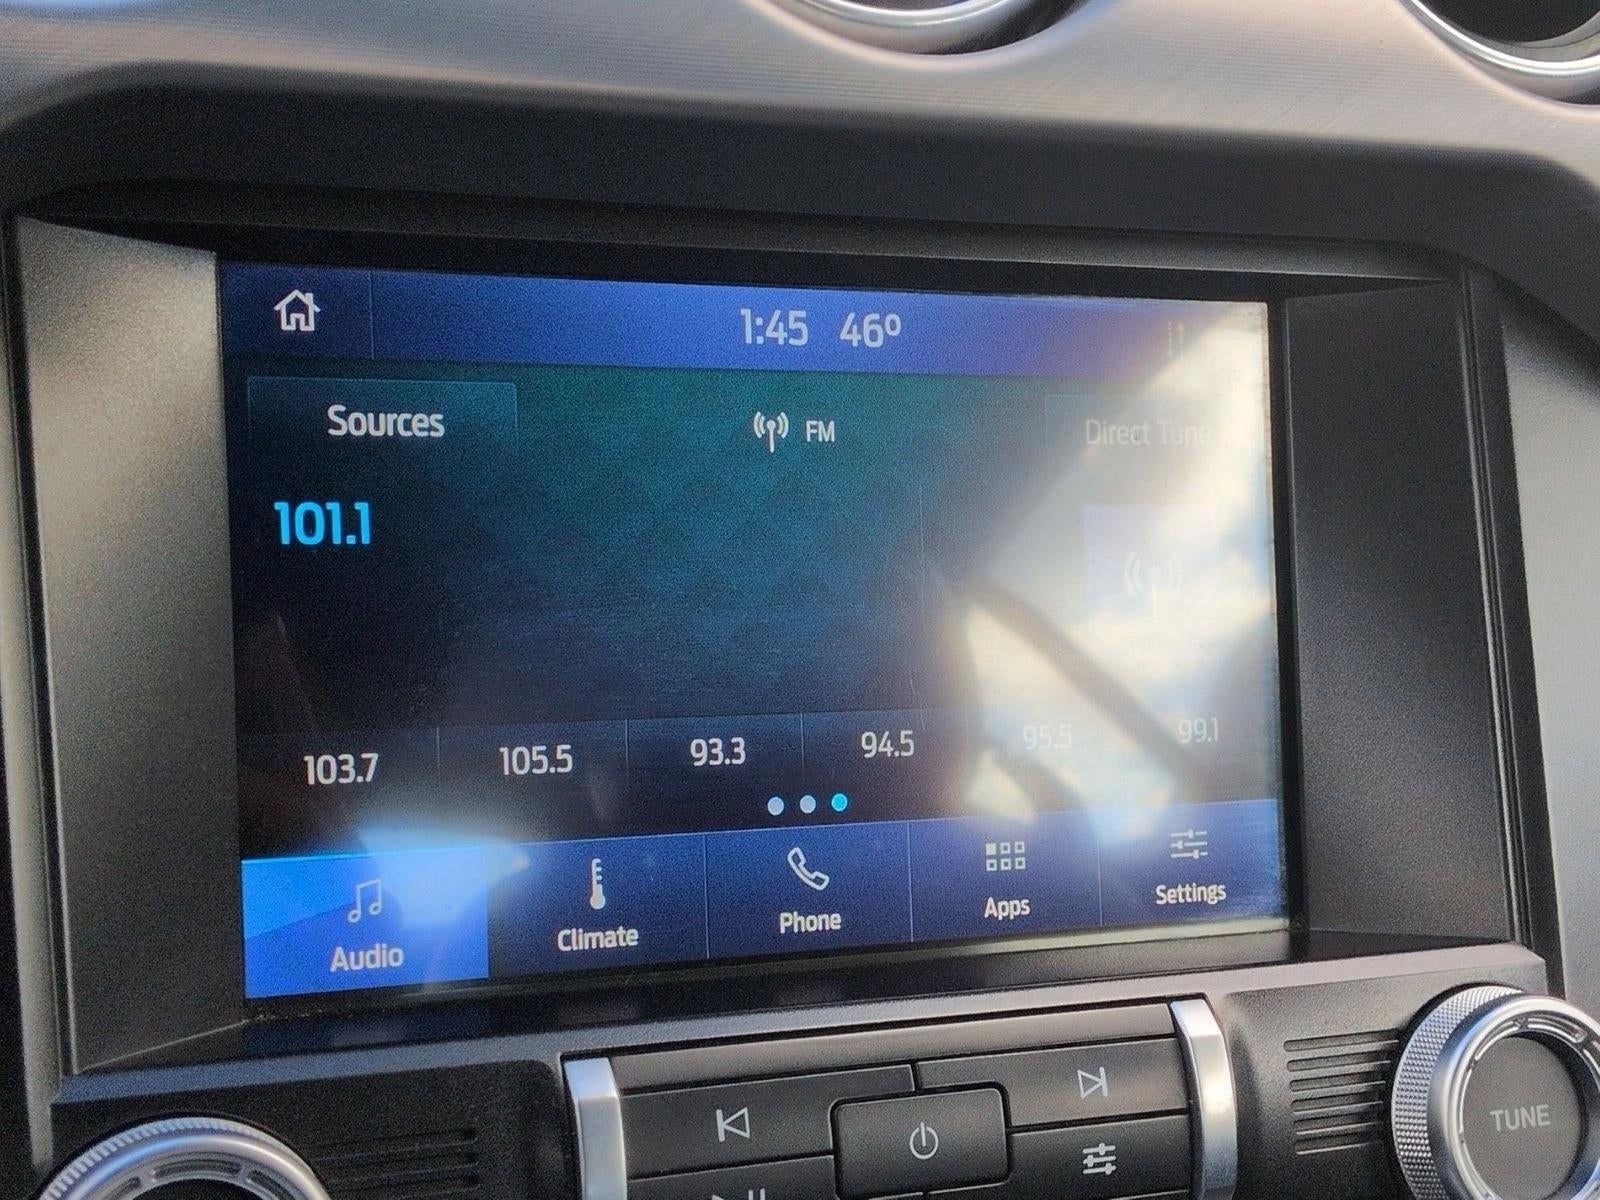 1:45 46º
Sources
FM
Direct Tune
101.1
103.7 105.5 93.3 94.5 95.5 99.1
Audio Climate Phone Apps Settings
TUNE